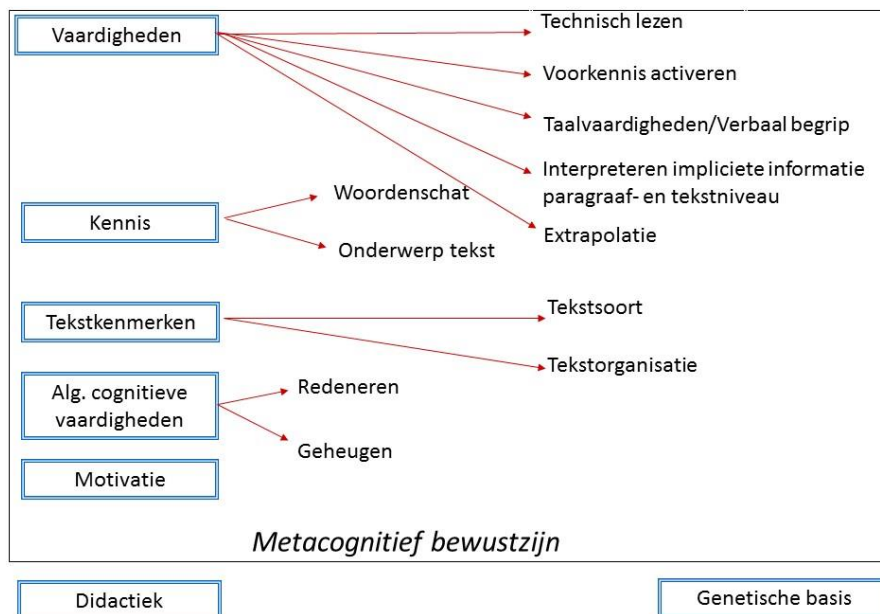 Vaardigheden
Technisch lezen
Voorkennis activeren
Taalvaardigheden/Verbaal begrip
Interpreteren impliciete informatie
paragraaf- en tekstniveau
Extrapolatie
Kennis
Woordenschat
Onderwerp tekst
Tekstkenmerken
Tekstsoort
Tekstorganisatie
Alg. cognitieve
vaardigheden
Redeneren
Geheugen
Motivatie
Metacognitief bewustzijn
Didactiek
Genetische basis